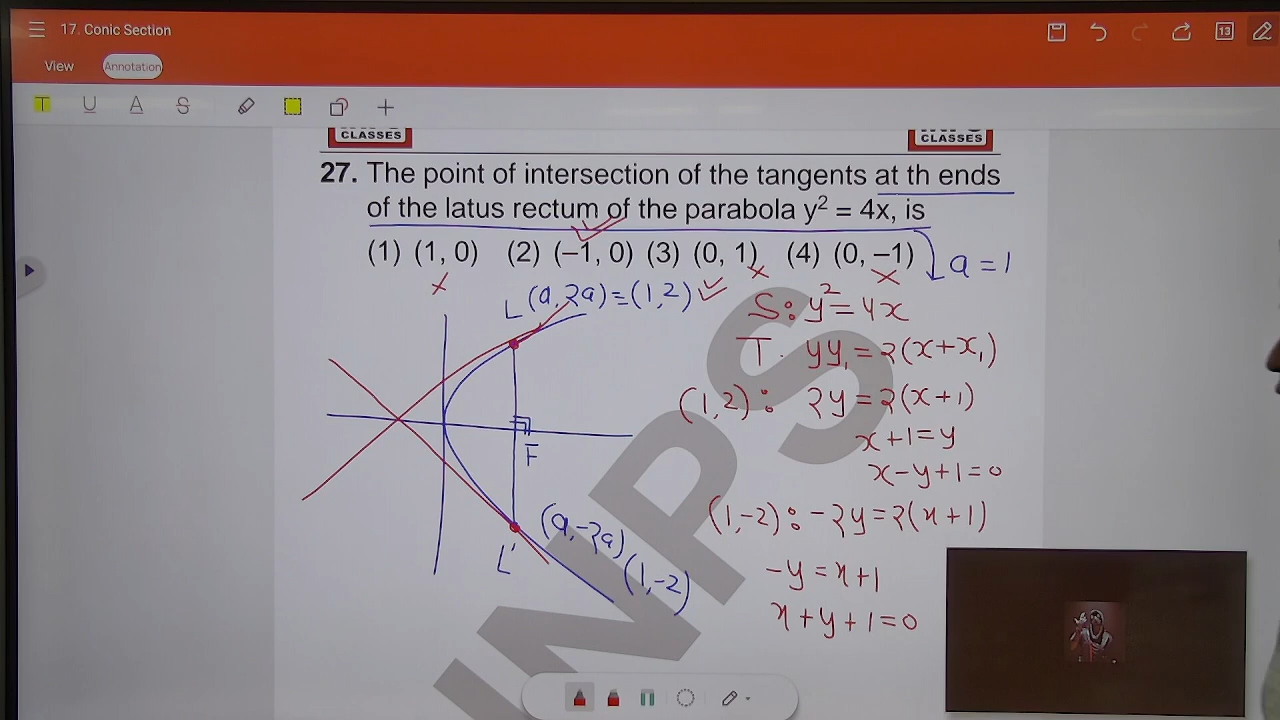 17. Conic Section
13
View
Annotation
T U A S
CLASSES
CLASSES
27. The point of intersection of the tangents at th ends
of the latus rectum of the parabola y² = 4x, is
(1) (1, 0) (2) (−1, 0) (3) (0, 1) (4) (0, −1)
a = 1
L (a, 2a) ≡ (1,2)
S: y² = 4x
T. yy₁ = 2(x+x₁)
(1,2): 2y = 2(x+1)
x+1=y
x−y+1=0
F
(1,−2): −2y=2(x+1)
L' (a,−2a)
(1,−2)
−y = x+1
x+y+1=0
INPS